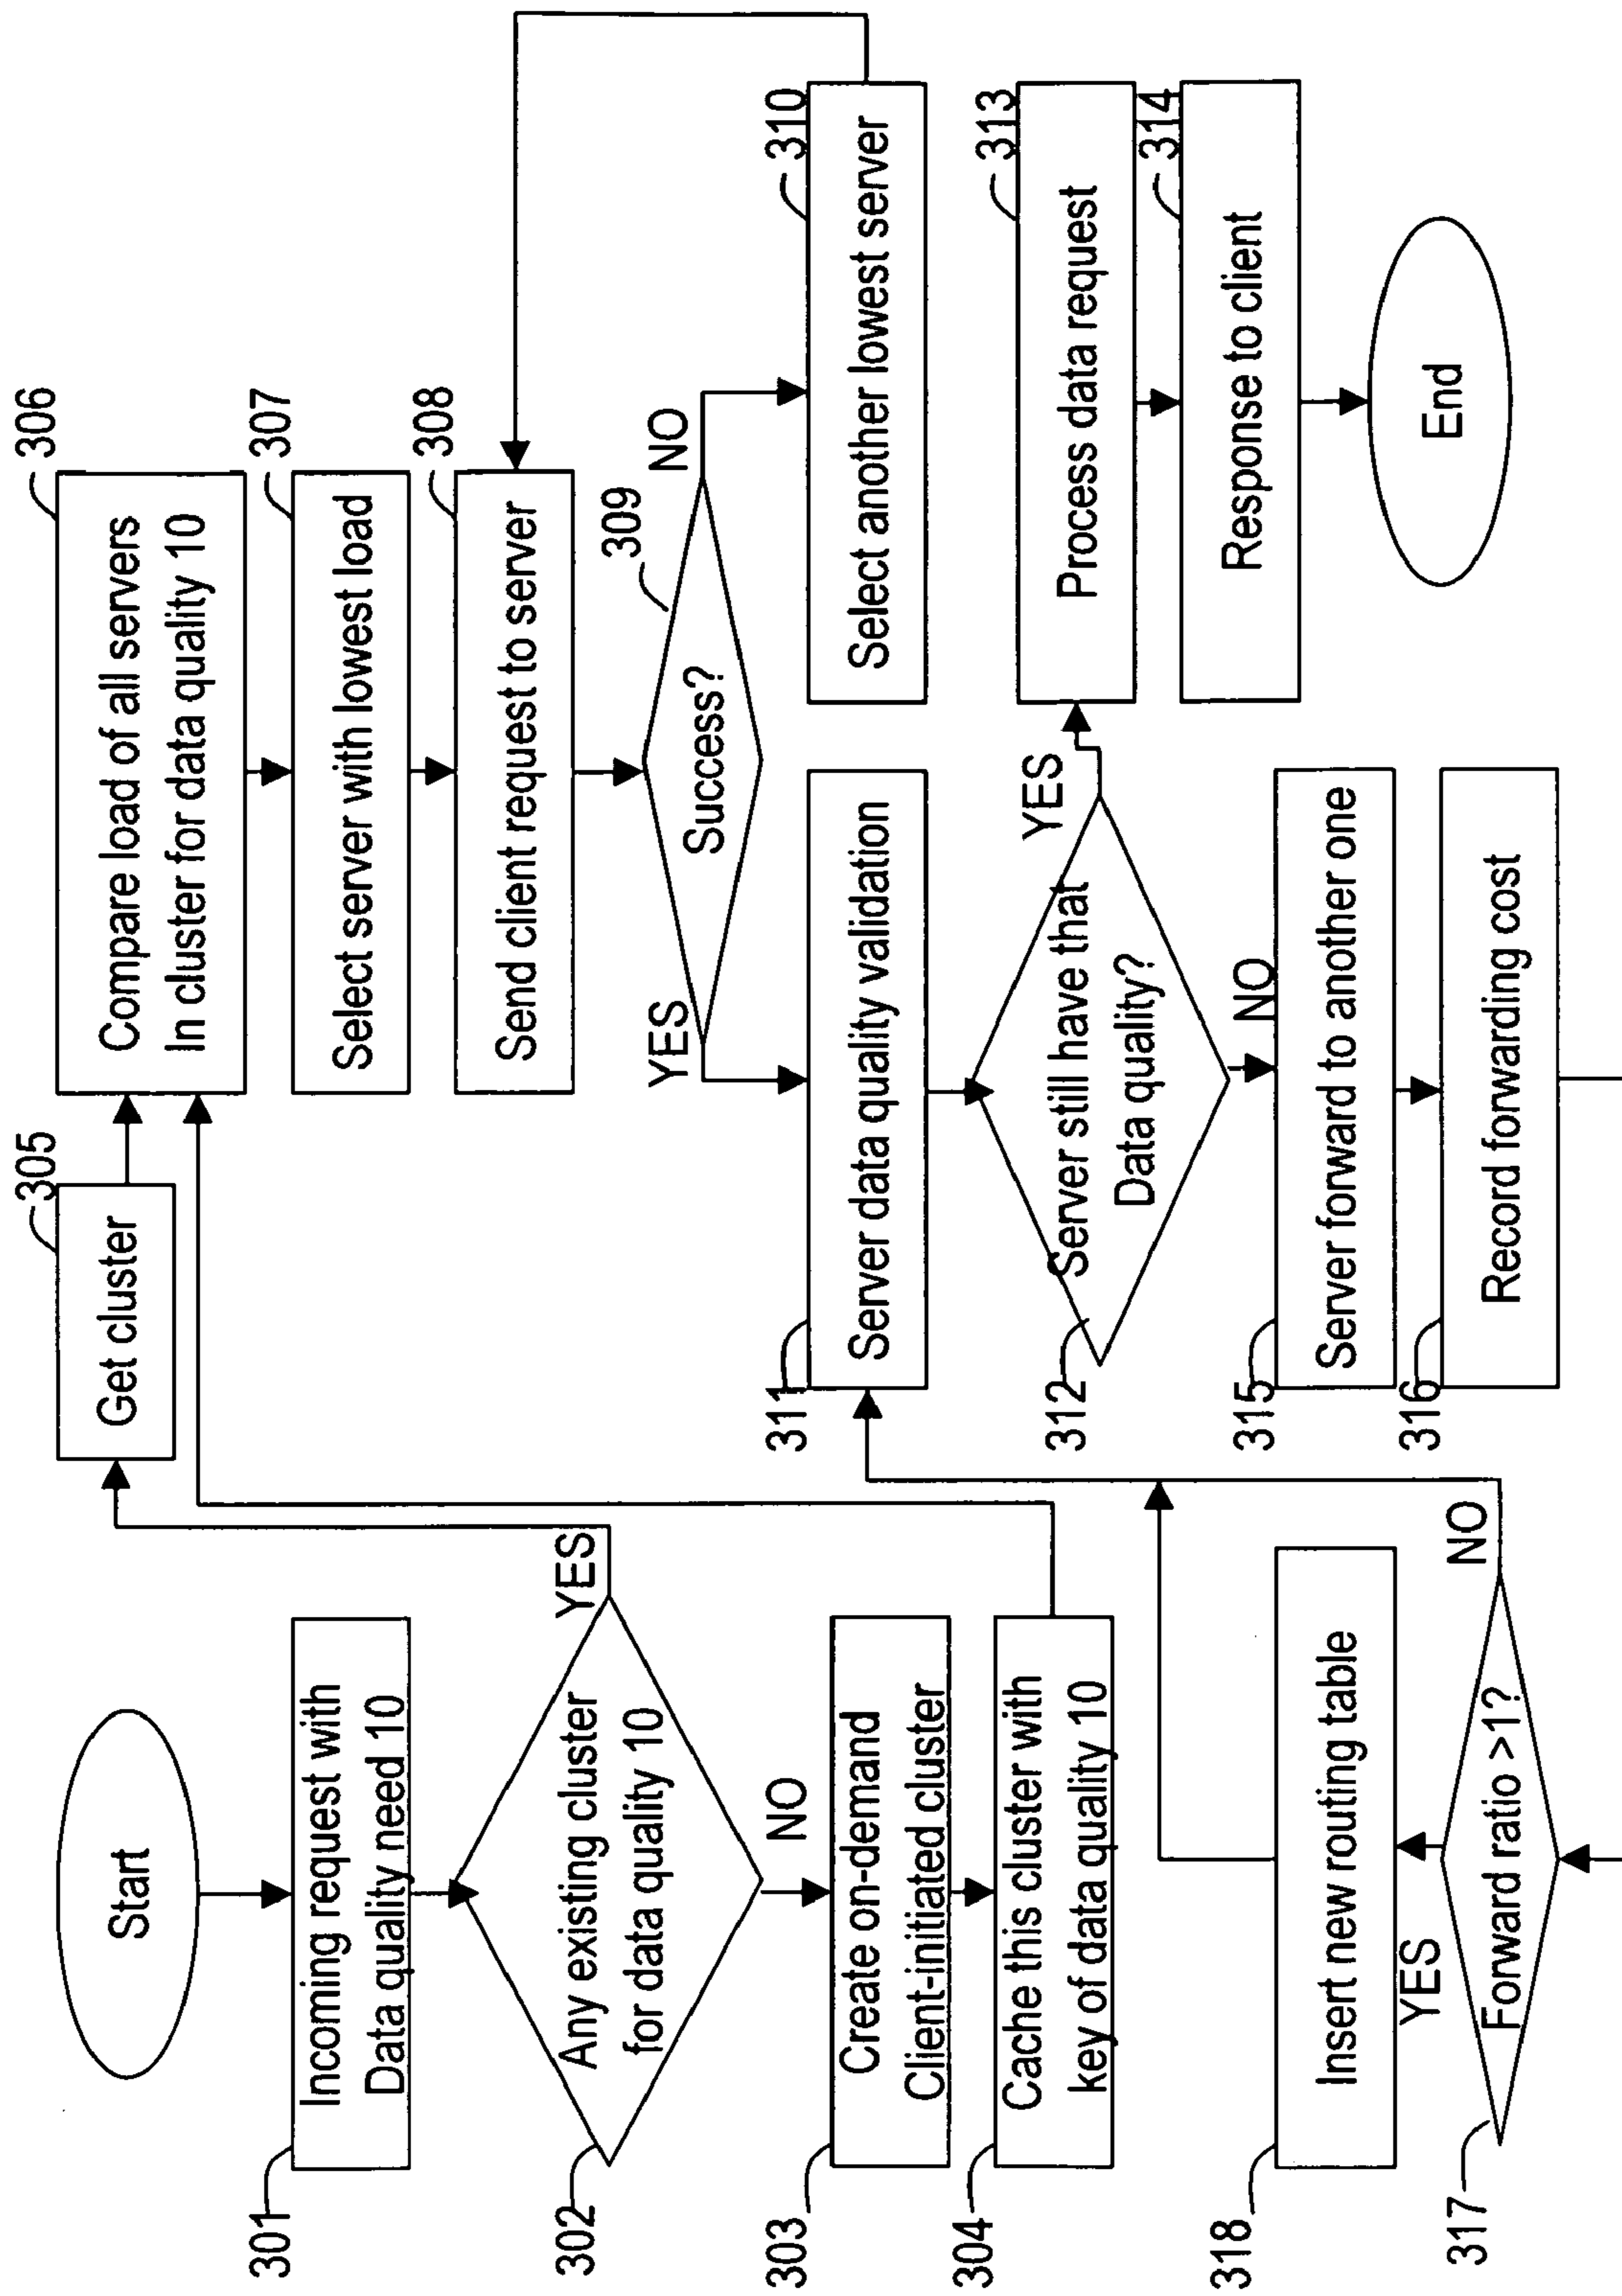 Start
301
Incoming request with
Data quality need 10
302
Any existing cluster
for data quality 10
YES
NO
303
Create on-demand
Client-initiated cluster
304
Cache this cluster with
key of data quality 10
305
Get cluster
306
Compare load of all servers
In cluster for data quality 10
307
Select server with lowest load
308
Send client request to server
309
Success?
YES
NO
310
Select another lowest server
311
Server data quality validation
312
Server still have that
Data quality?
YES
NO
313
Process data request
314
Response to client
End
315
Server forward to another one
316
Record forwarding cost
317
Forward ratio >1?
YES
NO
318
Insert new routing table